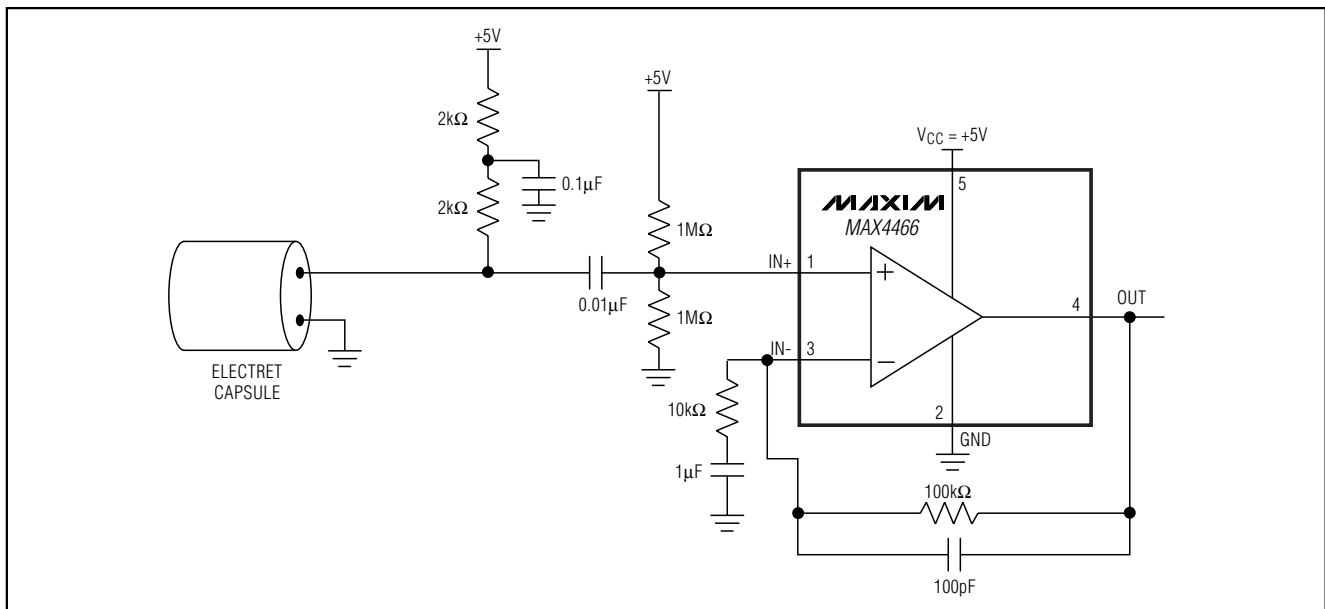 +5V
2kΩ
0.1μF
2kΩ
ELECTRET
CAPSULE
0.01μF
+5V
1MΩ
1MΩ
VCC = +5V
5
MAXIM
MAX4466
IN+
1
+
IN-
3
−
4
OUT
2
GND
10kΩ
1μF
100kΩ
100pF